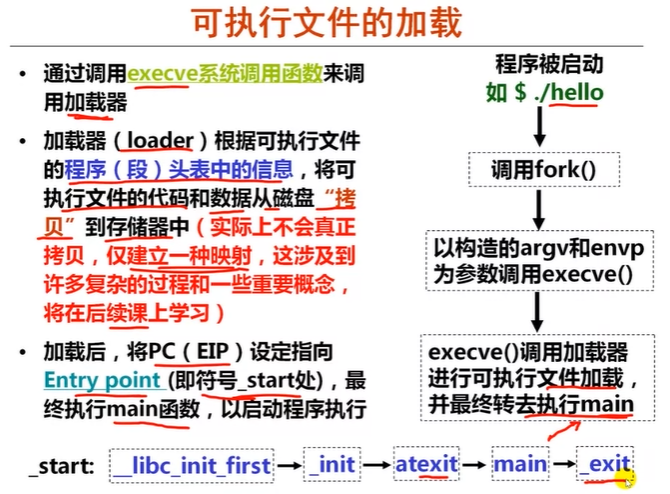 可执行文件的加载
• 通过调用execve系统调用函数来调
用加载器
• 加载器（loader）根据可执行文件
的程序（段）头表中的信息，将可
执行文件的代码和数据从磁盘“拷
贝”到存储器中（实际上不会真正
拷贝，仅建立一种映射，这涉及到
许多复杂的过程和一些重要概念，
将在后续课上学习）
• 加载后，将PC（EIP）设定指向
Entry point (即符号_start处)，最
终执行main函数，以启动程序执行
程序被启动
如 $ ./hello
调用fork()
以构造的argv和envp
为参数调用execve()
execve()调用加载器
进行可执行文件加载，
并最终转去执行main
_start: __libc_init_first _init atexit main _exit